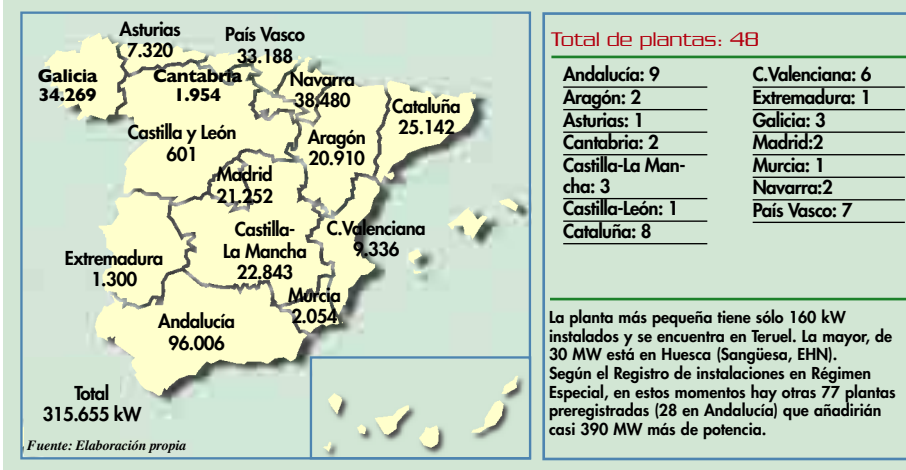 Asturias
7.320
País Vasco
33.188
Galicia
34.269
Cantabria
1.954
Navarra
38.480
Cataluña
25.142
Castilla y León
601
Aragón
20.910
Madrid
21.252
Castilla-
La Mancha
22.843
C.Valenciana
9.336
Extremadura
1.300
Murcia
2.054
Andalucía
96.006
Total
315.655 kW
Fuente: Elaboración propia
Total de plantas: 48
Andalucía: 9
Aragón: 2
Asturias: 1
Cantabria: 2
Castilla-La Man-
cha: 3
Castilla-León: 1
Cataluña: 8
C.Valenciana: 6
Extremadura: 1
Galicia: 3
Madrid:2
Murcia: 1
Navarra:2
País Vasco: 7
La planta más pequeña tiene sólo 160 kW
instalados y se encuentra en Teruel. La mayor, de
30 MW está en Huesca (Sangüesa, EHN).
Según el Registro de instalaciones en Régimen
Especial, en estos momentos hay otras 77 plantas
preregistradas (28 en Andalucía) que añadirién
casi 390 MW más de potencia.